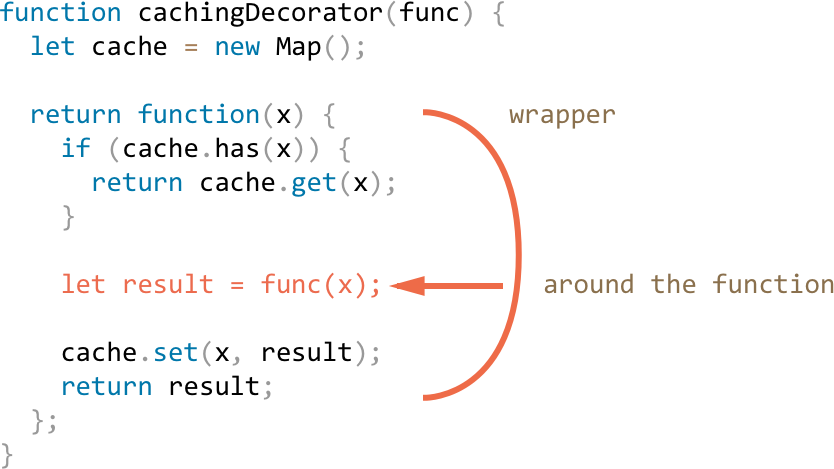 function cachingDecorator(func) {
  let cache = new Map();

  return function(x) {                wrapper
    if (cache.has(x)) {
      return cache.get(x);
    }

    let result = func(x);                around the function

    cache.set(x, result);
    return result;
  };
}